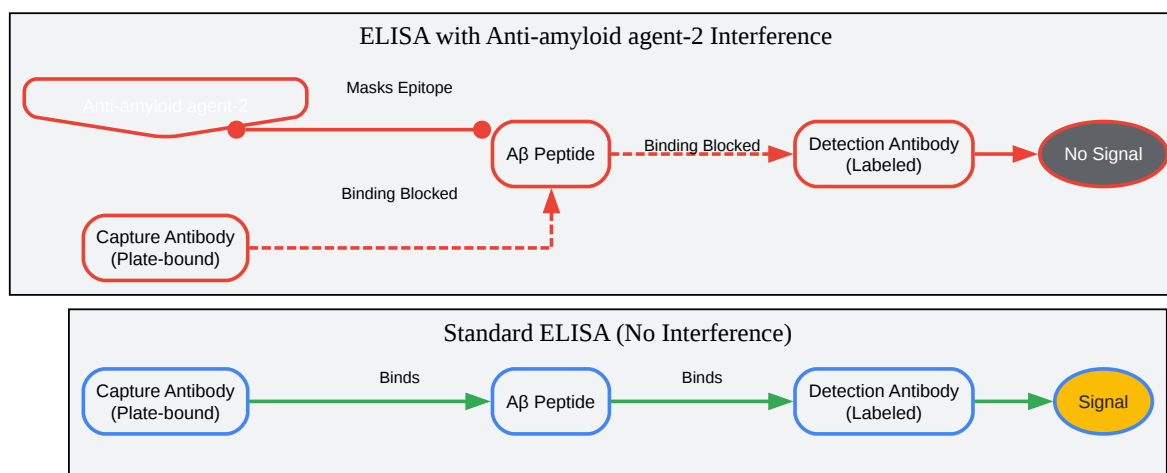 ELISA with Anti-amyloid agent-2 Interference
Anti-amyloid agent-2
Masks Epitope
Aβ Peptide
Binding Blocked
Detection Antibody
(Labeled)
No Signal
Binding Blocked
Capture Antibody
(Plate-bound)
Standard ELISA (No Interference)
Capture Antibody
(Plate-bound)
Binds
Aβ Peptide
Binds
Detection Antibody
(Labeled)
Signal